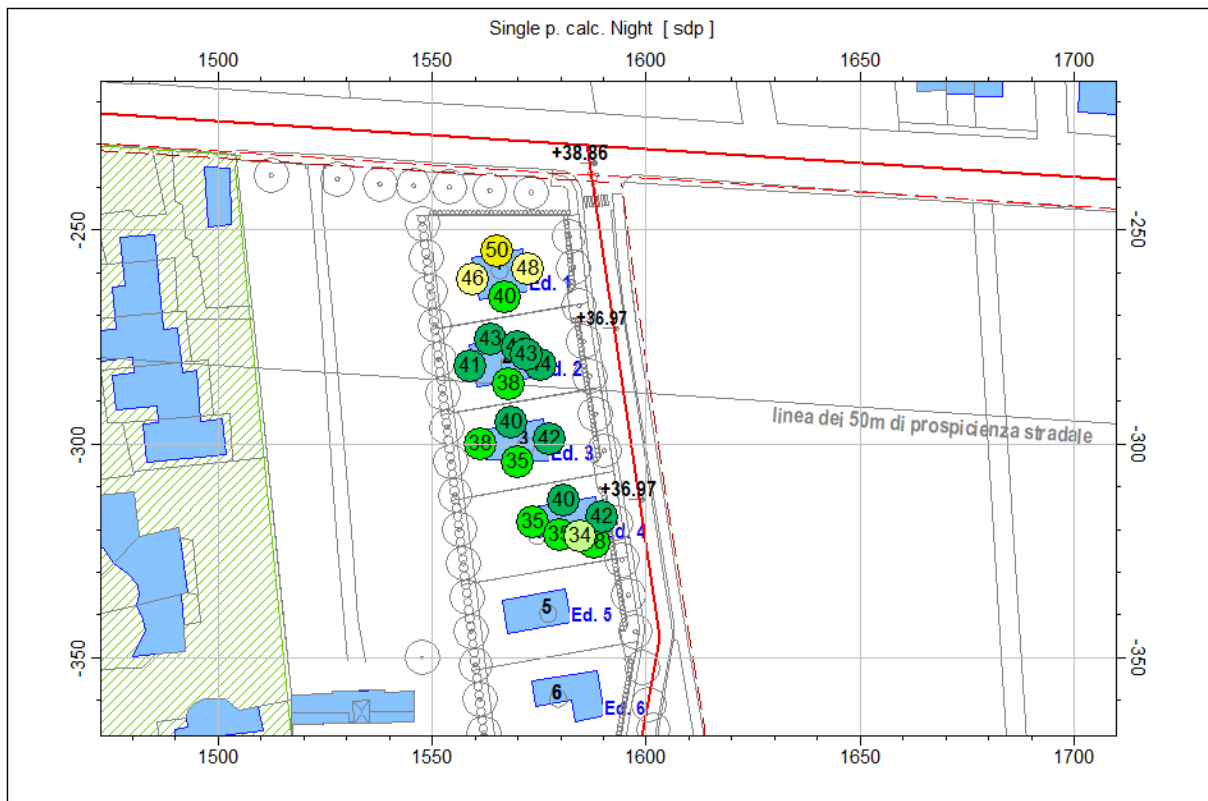 Single p. calc. Night [ sdp ]
1500 1550 1600 1650 1700
+38.86
-250 -250
50
46 48
Ed. 1
40
+36.97
43 43
41
Ed. 2
38
linea dei 50m di prospicienza stradale
40
42
-300 38 3 -300
35 Ed. 3
+36.97
40
35 42
35 34
Ed. 4
5
Ed. 5
-350 -350
6
Ed. 6
1500 1550 1600 1650 1700